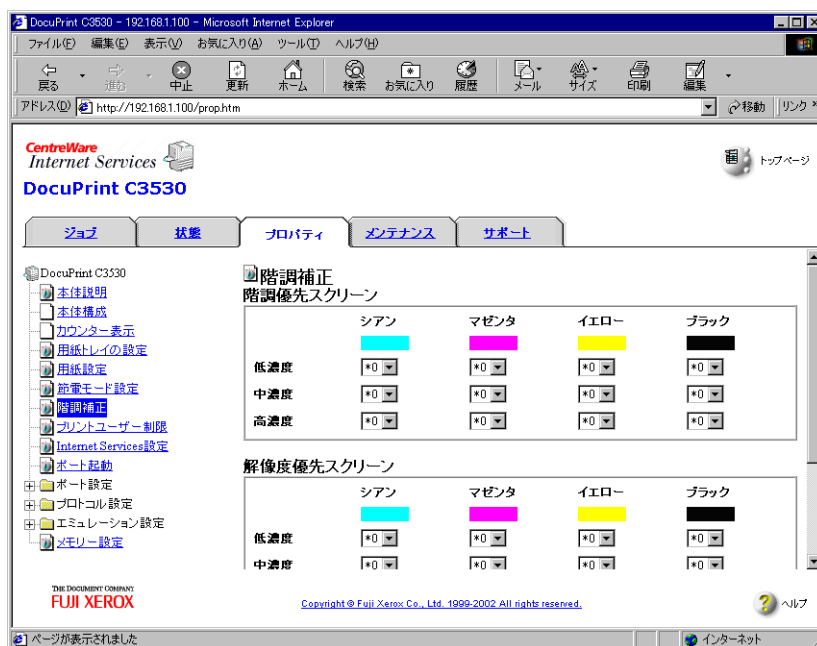 DocuPrint C3530 - 192.168.1.100 - Microsoft Internet Explorer
ファイル(F) 編集(E) 表示(V) お気に入り(A) ツール(T) ヘルプ(H)
戻る 進む 中止 更新 ホーム 検索 お気に入り 履歴 メール サイズ 印刷 編集
アドレス(D) http://192.168.1.100/prop.htm 移動 リンク »
CentreWare
Internet Services
トップページ
DocuPrint C3530
ジョブ 状態 プロパティ メンテナンス サポート
DocuPrint C3530
本体説明
本体構成
カウンター表示
用紙トレイの設定
用紙設定
節電モード設定
階調補正
プリントユーザー制限
Internet Services設定
ポート起動
ポート設定
プロトコル設定
エミュレーション設定
メモリー設定
階調補正
階調優先スクリーン
シアン マゼンタ イエロー ブラック
低濃度 *0 *0 *0 *0
中濃度 *0 *0 *0 *0
高濃度 *0 *0 *0 *0
解像度優先スクリーン
シアン マゼンタ イエロー ブラック
低濃度 *0 *0 *0 *0
中濃度 *0 *0 *0 *0
THE DOCUMENT COMPANY
FUJI XEROX
Copyright © Fuji Xerox Co., Ltd. 1999-2002 All rights reserved.
ヘルプ
ページが表示されました インターネット